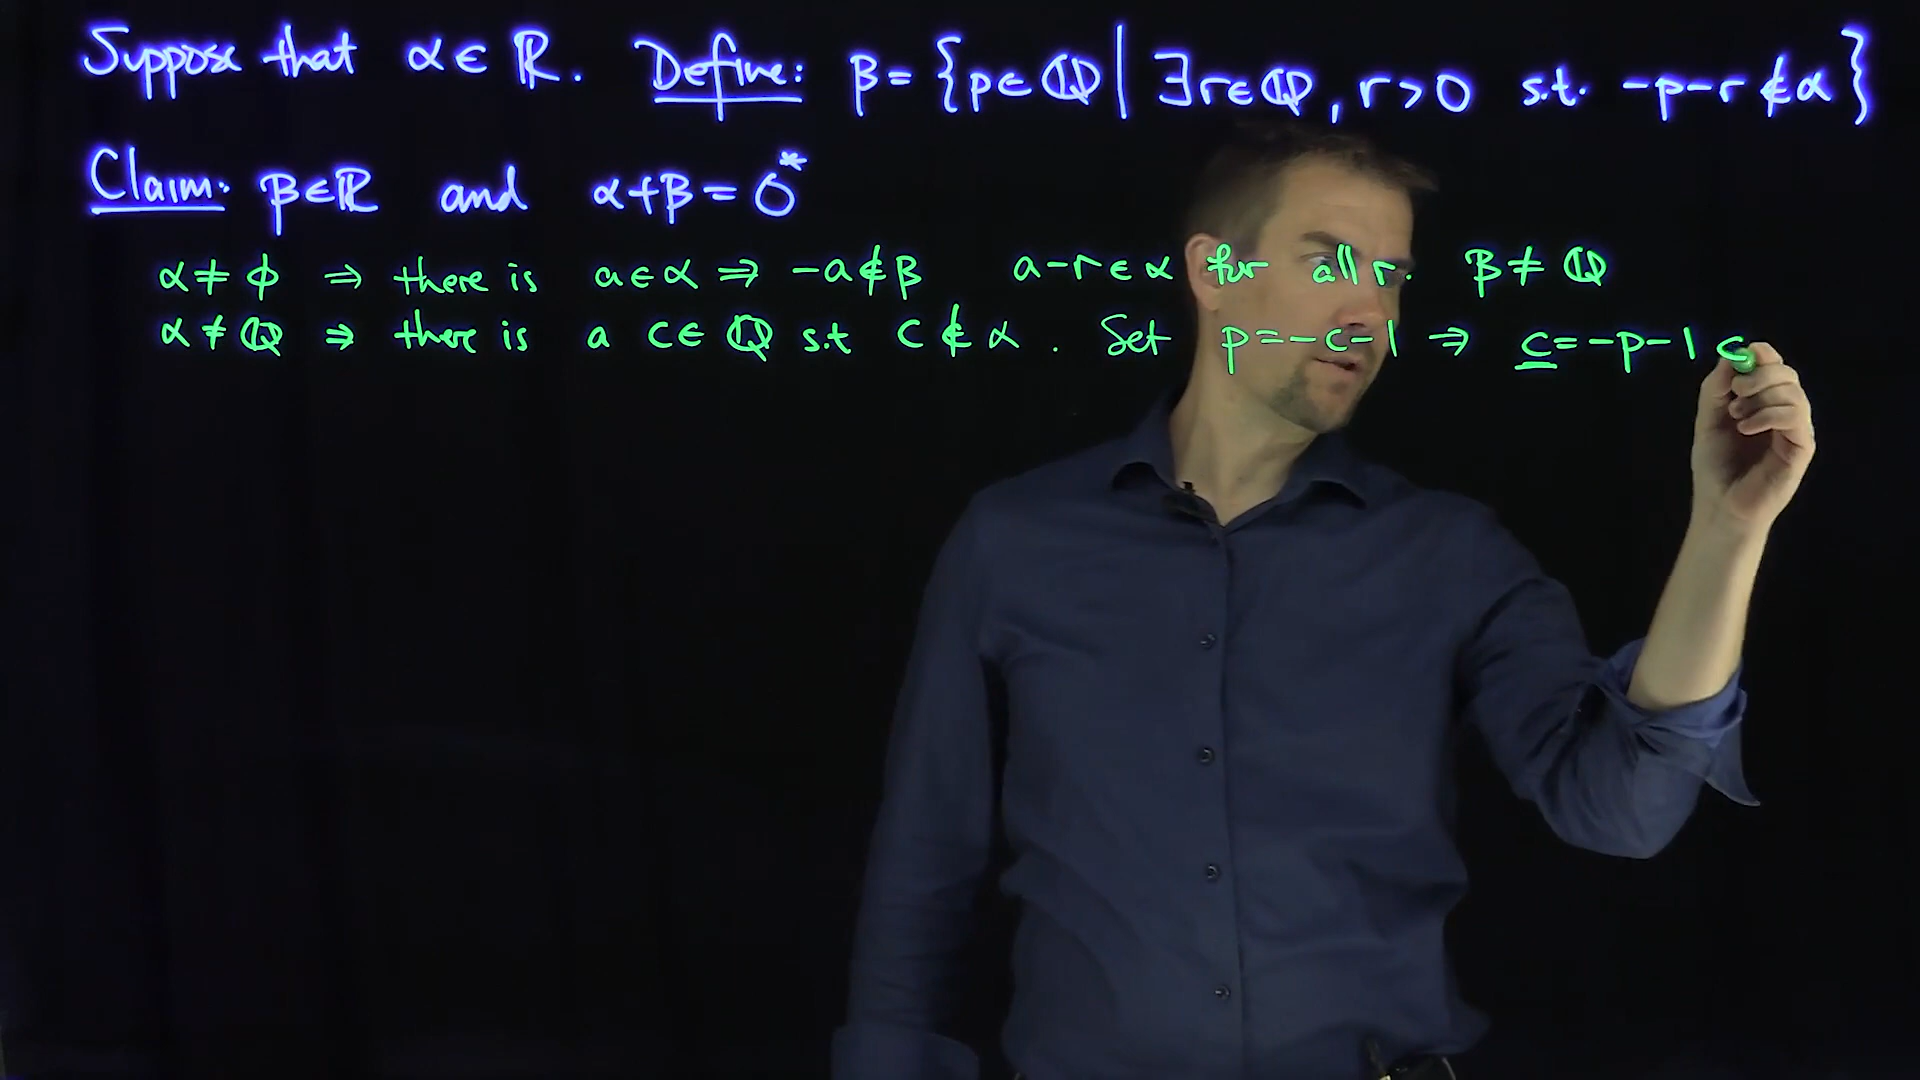 Suppose that α ∈ ℝ. Define: β = {p ∈ ℚ | ∃ r ∈ ℚ, r > 0 s.t. -p-r ∉ α}
Claim: β ∈ ℝ and α + β = 0*
α ≠ ϕ ⇒ there is a ∈ α ⇒ -a ∉ β a-r ∈ α for all r. β ≠ ℚ
α ≠ ℚ ⇒ there is a c ∈ ℚ s.t c ∉ α. Set p = -c-1 ⇒ c = -p-1